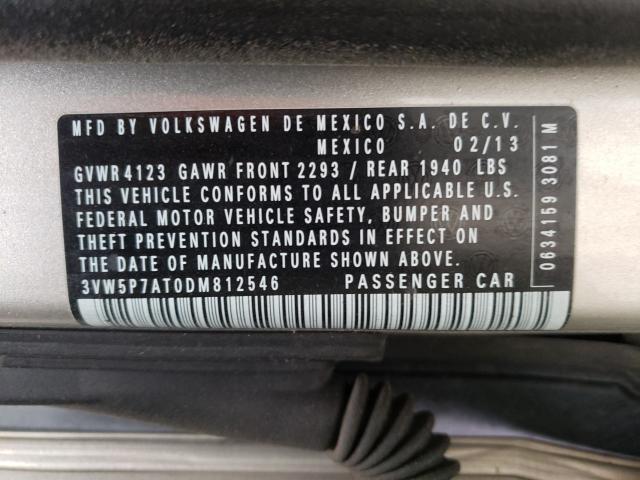 MFD BY VOLKSWAGEN DE MEXICO S.A. DE C.V.
MEXICO 02/13
GVWR 4123 GAWR FRONT 2293 / REAR 1940 LBS
THIS VEHICLE CONFORMS TO ALL APPLICABLE U.S.
FEDERAL MOTOR VEHICLE SAFETY, BUMPER AND
THEFT PREVENTION STANDARDS IN EFFECT ON
THE DATE OF MANUFACTURE SHOWN ABOVE.
3VW5P7AT0DM812546 PASSENGER CAR
0634159 3081 M